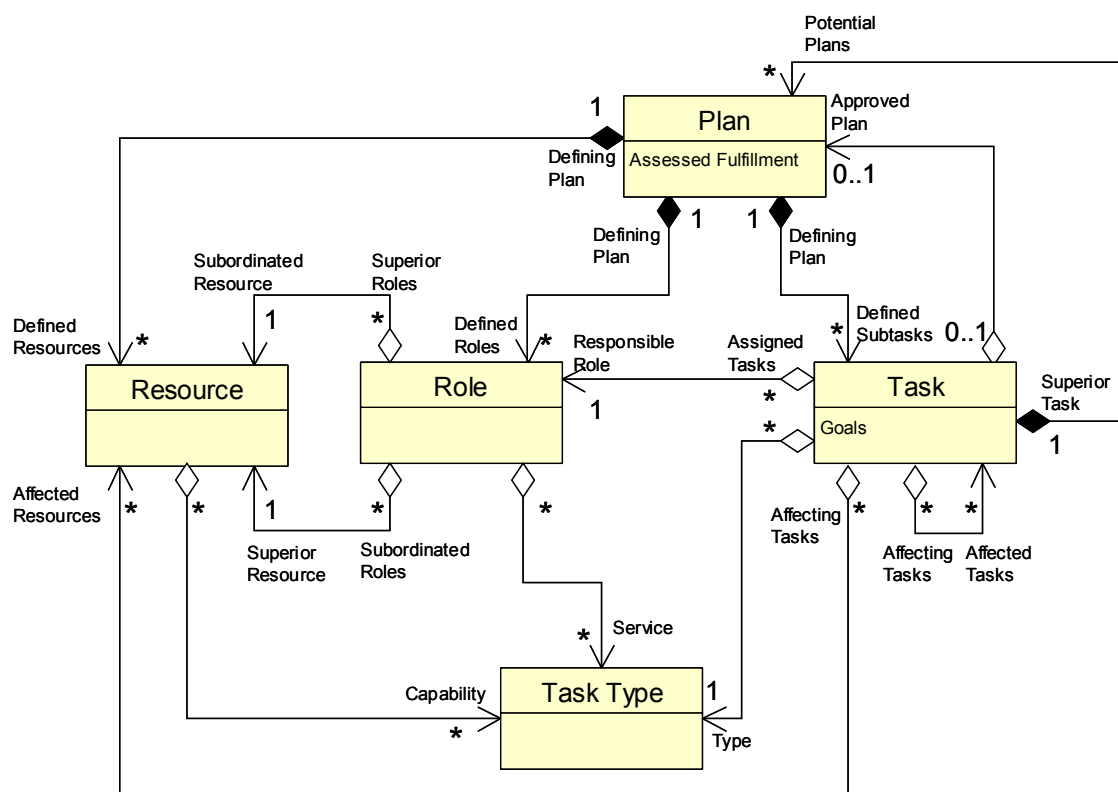 Potential
Plans
*
1
Plan
Approved
Plan
Defining
Plan
Assessed Fulfillment
0..1
1
1
Defining
Plan
Defining
Plan
Subordinated
Resource
Superior
Roles
1
*
Defined
Resources
*
Defined
Roles
*
Responsible
Role
Assigned
Tasks
*
Defined
Subtasks
0..1
Resource
Role
1
*
Task
Superior
Task
*
Goals
1
Affected
Resources
*
*
1
*
*
Superior
Resource
Subordinated
Roles
Affecting
Tasks
*
*
*
Affecting
Tasks
Affected
Tasks
*
Service
Capability
*
Task Type
1
Type